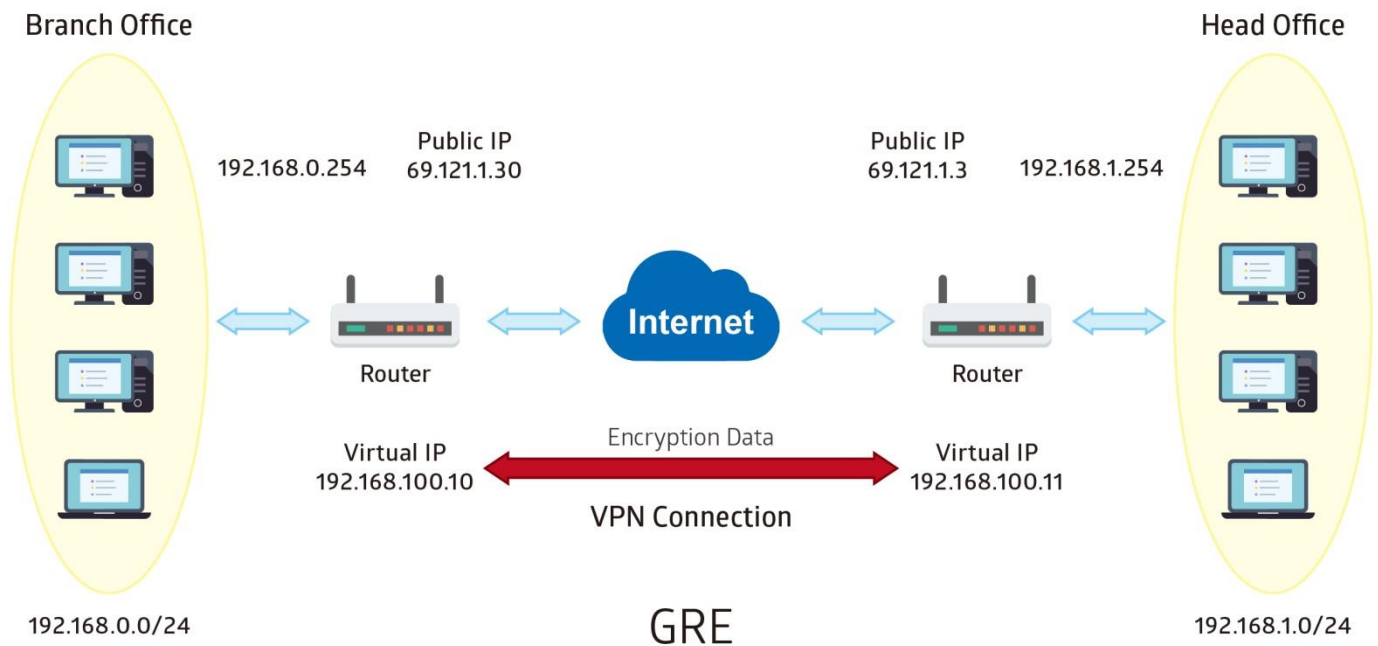 Branch Office
Head Office
192.168.0.254
Public IP
69.121.1.30
Public IP
69.121.1.3
192.168.1.254
Internet
Router
Router
Virtual IP
192.168.100.10
Encryption Data
VPN Connection
Virtual IP
192.168.100.11
192.168.0.0/24
GRE
192.168.1.0/24